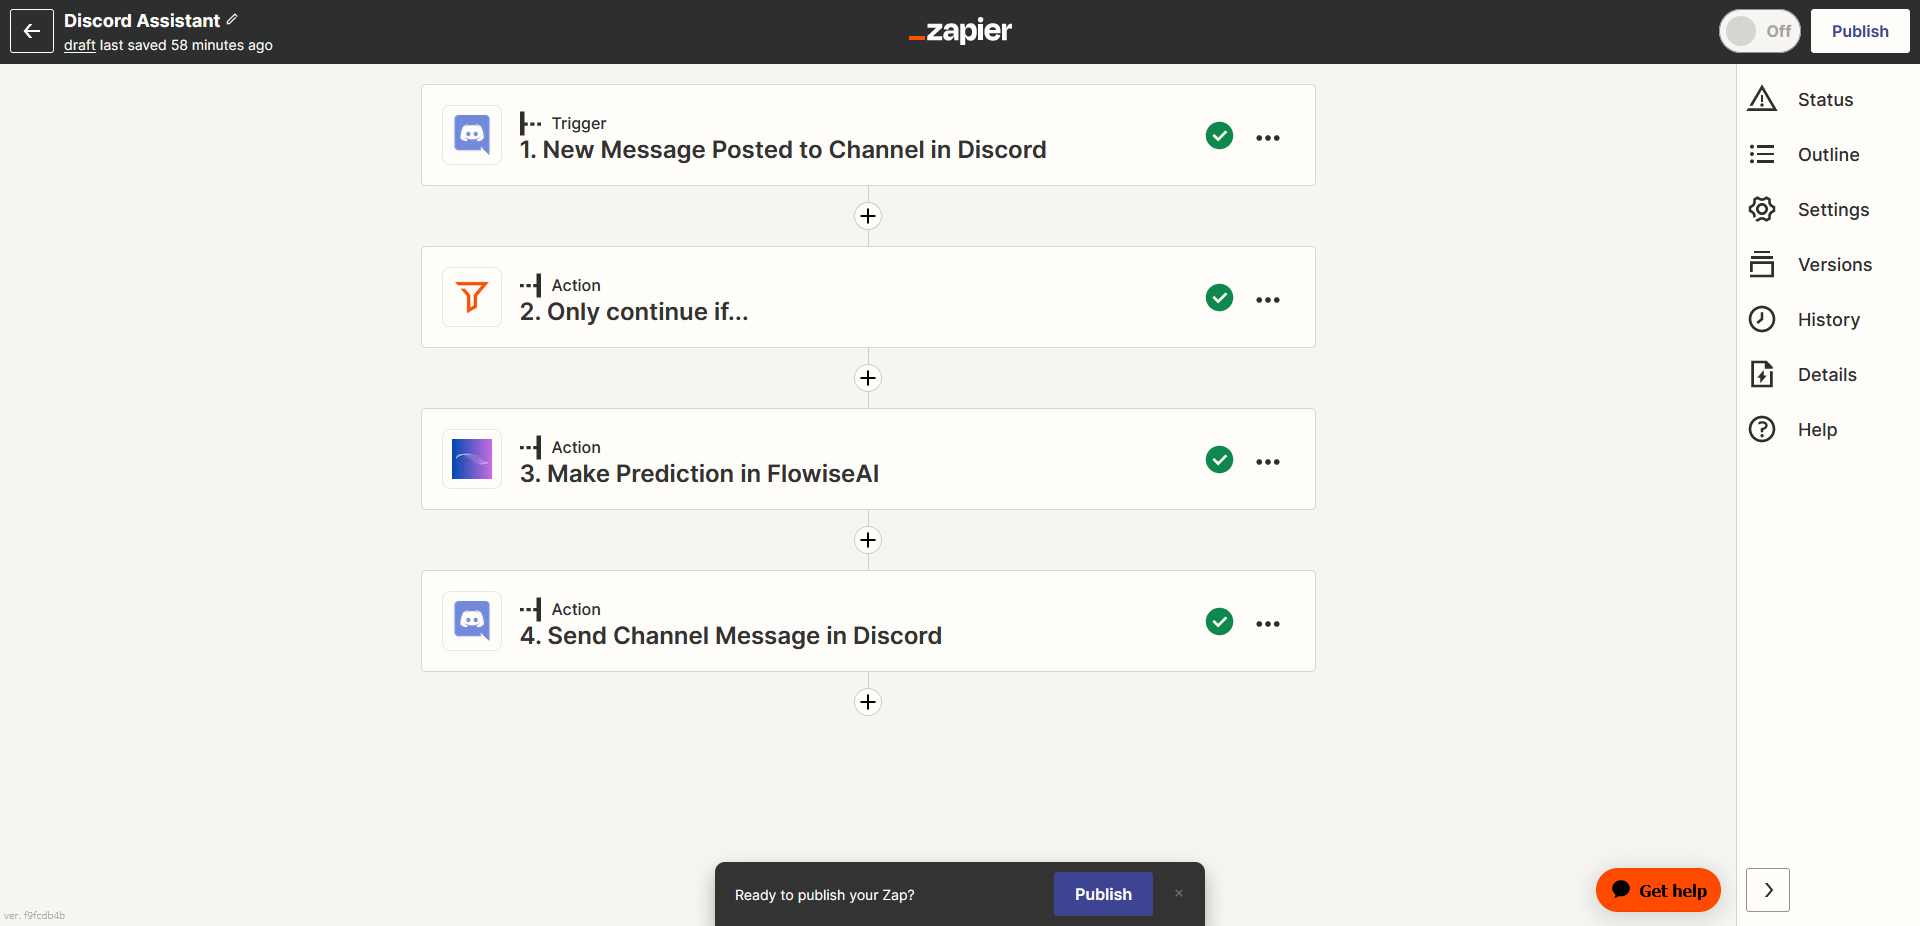 Discord Assistant
draft last saved 58 minutes ago
zapier
Off
Publish
Trigger
1. New Message Posted to Channel in Discord
Action
2. Only continue if...
Action
3. Make Prediction in FlowiseAI
Action
4. Send Channel Message in Discord
Status
Outline
Settings
Versions
History
Details
Help
Ready to publish your Zap?
Publish
Get help
ver. f9fcdb4b